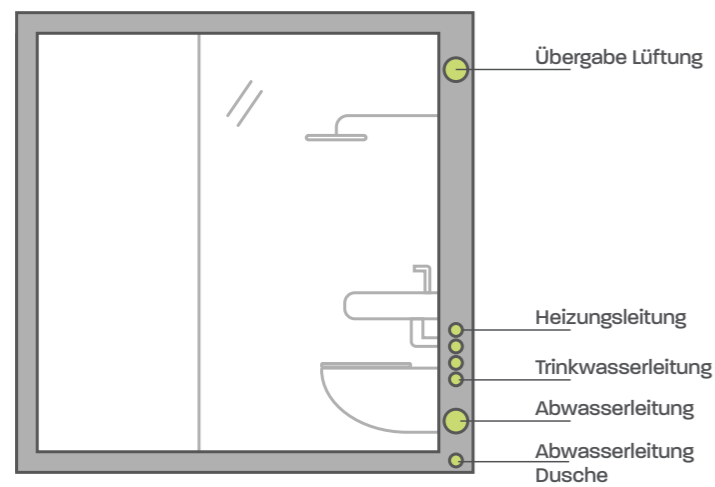 Übergabe Lüftung
Heizungsleitung
Trinkwasserleitung
Abwasserleitung
Abwasserleitung
Dusche